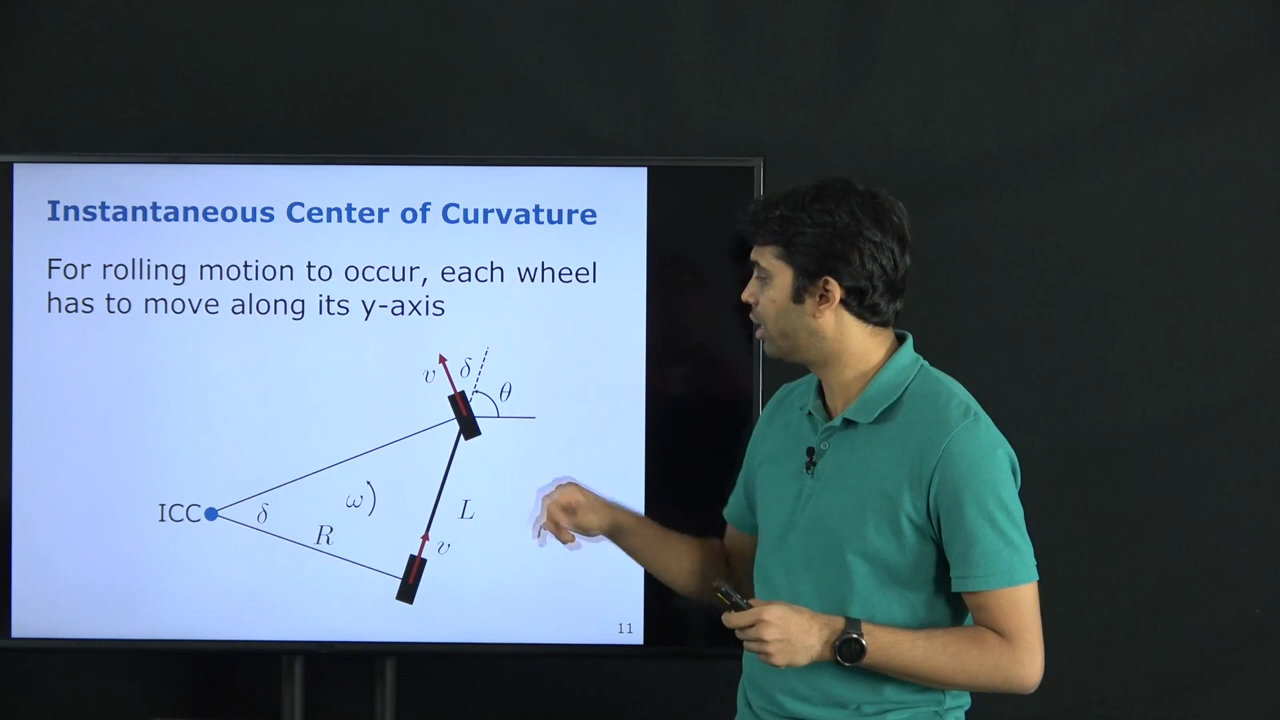 Instantaneous Center of Curvature
For rolling motion to occur, each wheel
has to move along its y-axis
v
δ
θ
ICC
δ
ω
R
L
v
11